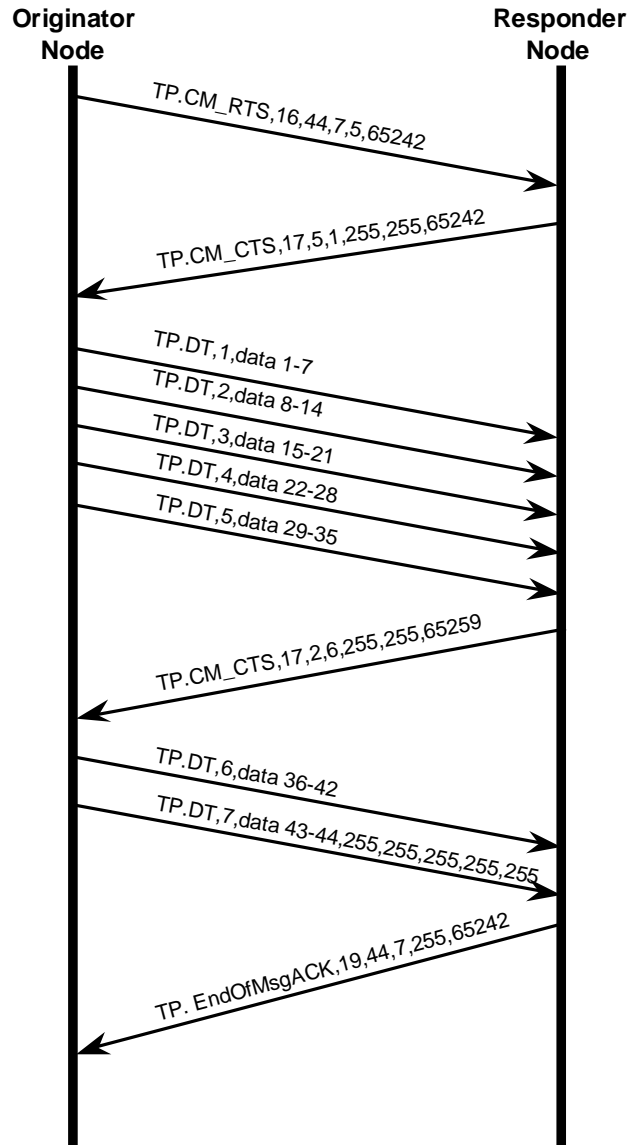 Originator
Node
Responder
Node
TP.CM_RTS,16,44,7,5,65242
TP.CM_CTS,17,5,1,255,255,65242
TP.DT,1,data 1-7
TP.DT,2,data 8-14
TP.DT,3,data 15-21
TP.DT,4,data 22-28
TP.DT,5,data 29-35
TP.CM_CTS,17,2,6,255,255,65259
TP.DT,6,data 36-42
TP.DT,7,data 43-44,255,255,255,255,255
TP. EndOfMsgACK,19,44,7,255,65242